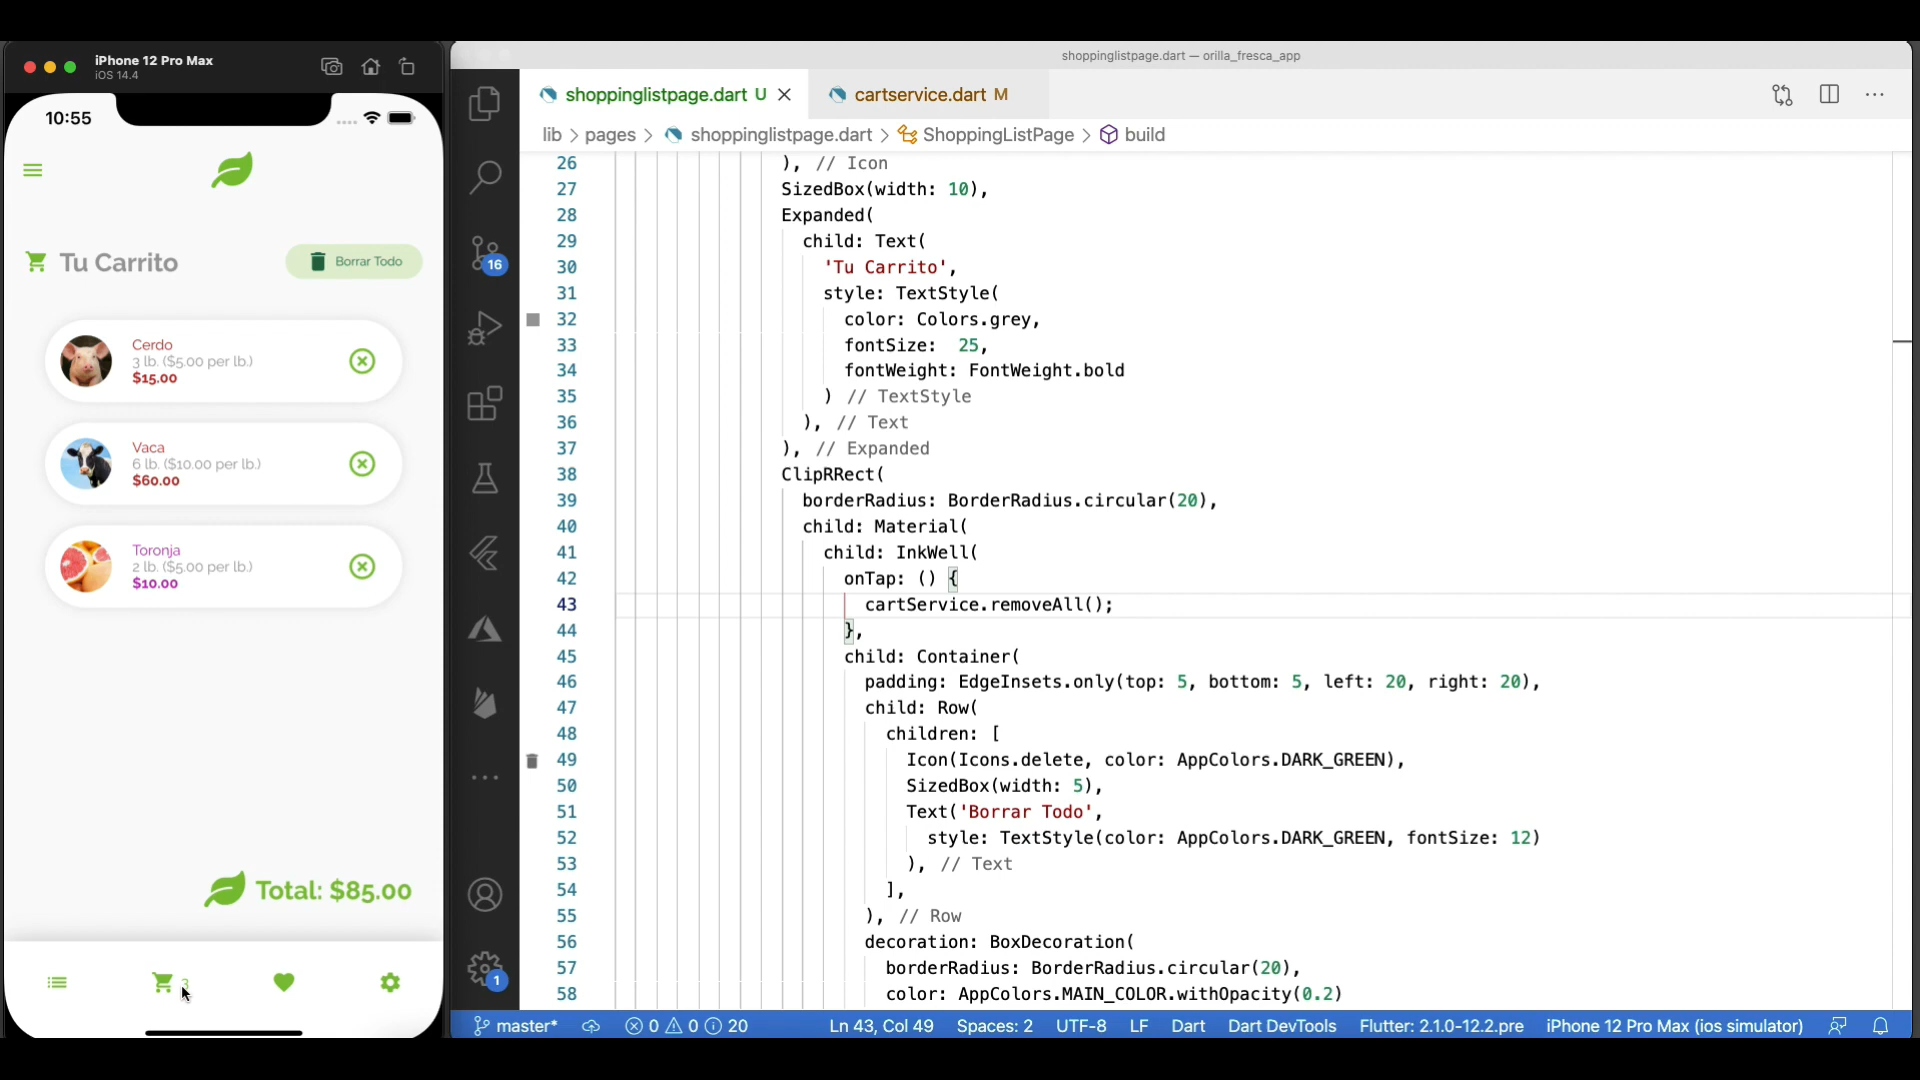 iPhone 12 Pro Max
iOS 14.4
10:55
Tu Carrito
Borrar Todo
Cerdo
3 lb. ($5.00 per lb.)
$15.00
Vaca
6 lb. ($10.00 per lb.)
$60.00
Toronja
2 lb. ($5.00 per lb.)
$10.00
Total: $85.00
3
shoppinglistpage.dart — orilla_fresca_app
shoppinglistpage.dart U
cartservice.dart M
lib > pages > shoppinglistpage.dart > ShoppingListPage > build
16
1
26 ), // Icon
27 SizedBox(width: 10),
28 Expanded(
29 child: Text(
30 'Tu Carrito',
31 style: TextStyle(
32 color: Colors.grey,
33 fontSize:  25,
34 fontWeight: FontWeight.bold
35 ) // TextStyle
36 ), // Text
37 ), // Expanded
38 ClipRRect(
39 borderRadius: BorderRadius.circular(20),
40 child: Material(
41 child: InkWell(
42 onTap: () {
43 cartService.removeAll();
44 },
45 child: Container(
46 padding: EdgeInsets.only(top: 5, bottom: 5, left: 20, right: 20),
47 child: Row(
48 children: [
49 Icon(Icons.delete, color: AppColors.DARK_GREEN),
50 SizedBox(width: 5),
51 Text('Borrar Todo',
52 style: TextStyle(color: AppColors.DARK_GREEN, fontSize: 12)
53 ), // Text
54 ],
55 ), // Row
56 decoration: BoxDecoration(
57 borderRadius: BorderRadius.circular(20),
58 color: AppColors.MAIN_COLOR.withOpacity(0.2)
master* 0 0 20 Ln 43, Col 49 Spaces: 2 UTF-8 LF Dart Dart DevTools Flutter: 2.1.0-12.2.pre iPhone 12 Pro Max (ios simulator)